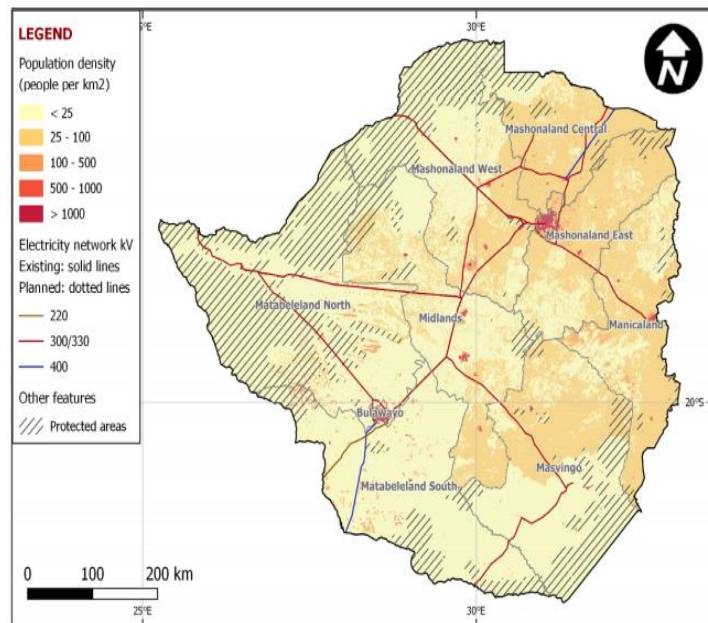 LEGEND
Population density
(people per km2)
< 25
25 - 100
100 - 500
500 - 1000
> 1000
Electricity network kV
Existing: solid lines
Planned: dotted lines
220
300/330
400
Other features
Protected areas
5°E
30°E
N
Mashonaland Central
Mashonaland West
Mashonaland East
Matabeleland North
Midlands
Manicaland
20°S
Bulawayo
Masvingo
Matabeleland South
0 100 200 km
25°E
30°E